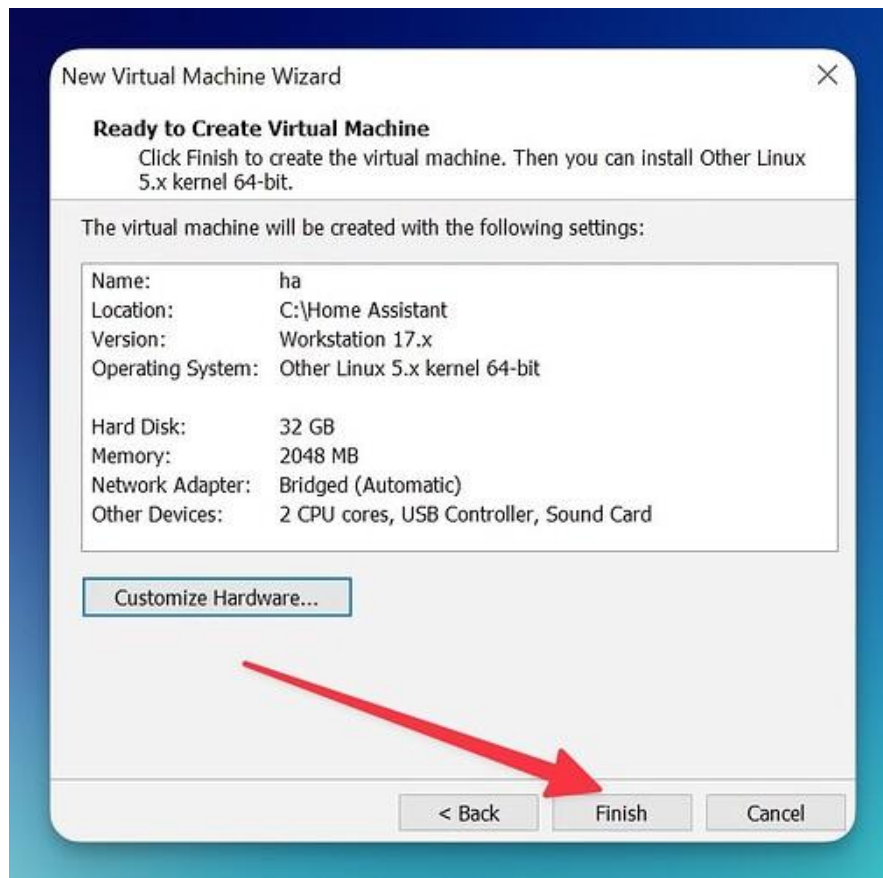 New Virtual Machine Wizard
Ready to Create Virtual Machine
Click Finish to create the virtual machine. Then you can install Other Linux
5.x kernel 64-bit.
The virtual machine will be created with the following settings:
Name: ha
Location: C:\Home Assistant
Version: Workstation 17.x
Operating System: Other Linux 5.x kernel 64-bit
Hard Disk: 32 GB
Memory: 2048 MB
Network Adapter: Bridged (Automatic)
Other Devices: 2 CPU cores, USB Controller, Sound Card
Customize Hardware...
< Back Finish Cancel